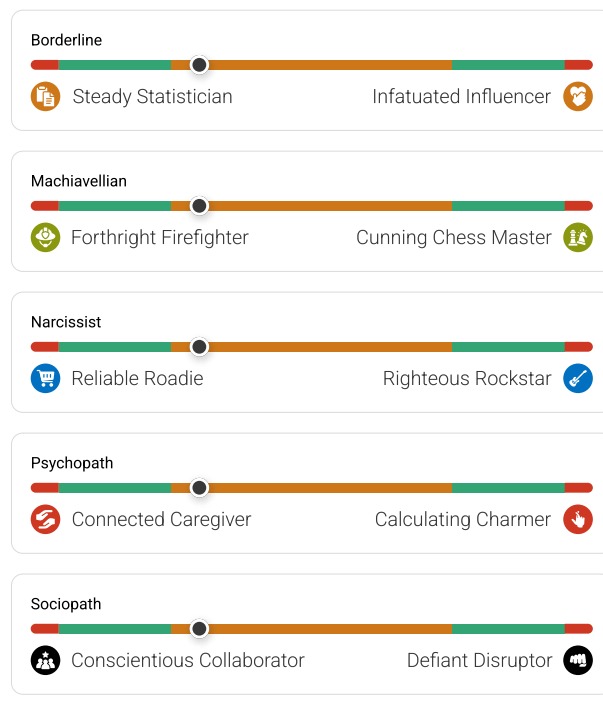 Borderline
Steady Statistician Infatuated Influencer
Machiavellian
Forthright Firefighter Cunning Chess Master
Narcissist
Reliable Roadie Righteous Rockstar
Psychopath
Connected Caregiver Calculating Charmer
Sociopath
Conscientious Collaborator Defiant Disruptor